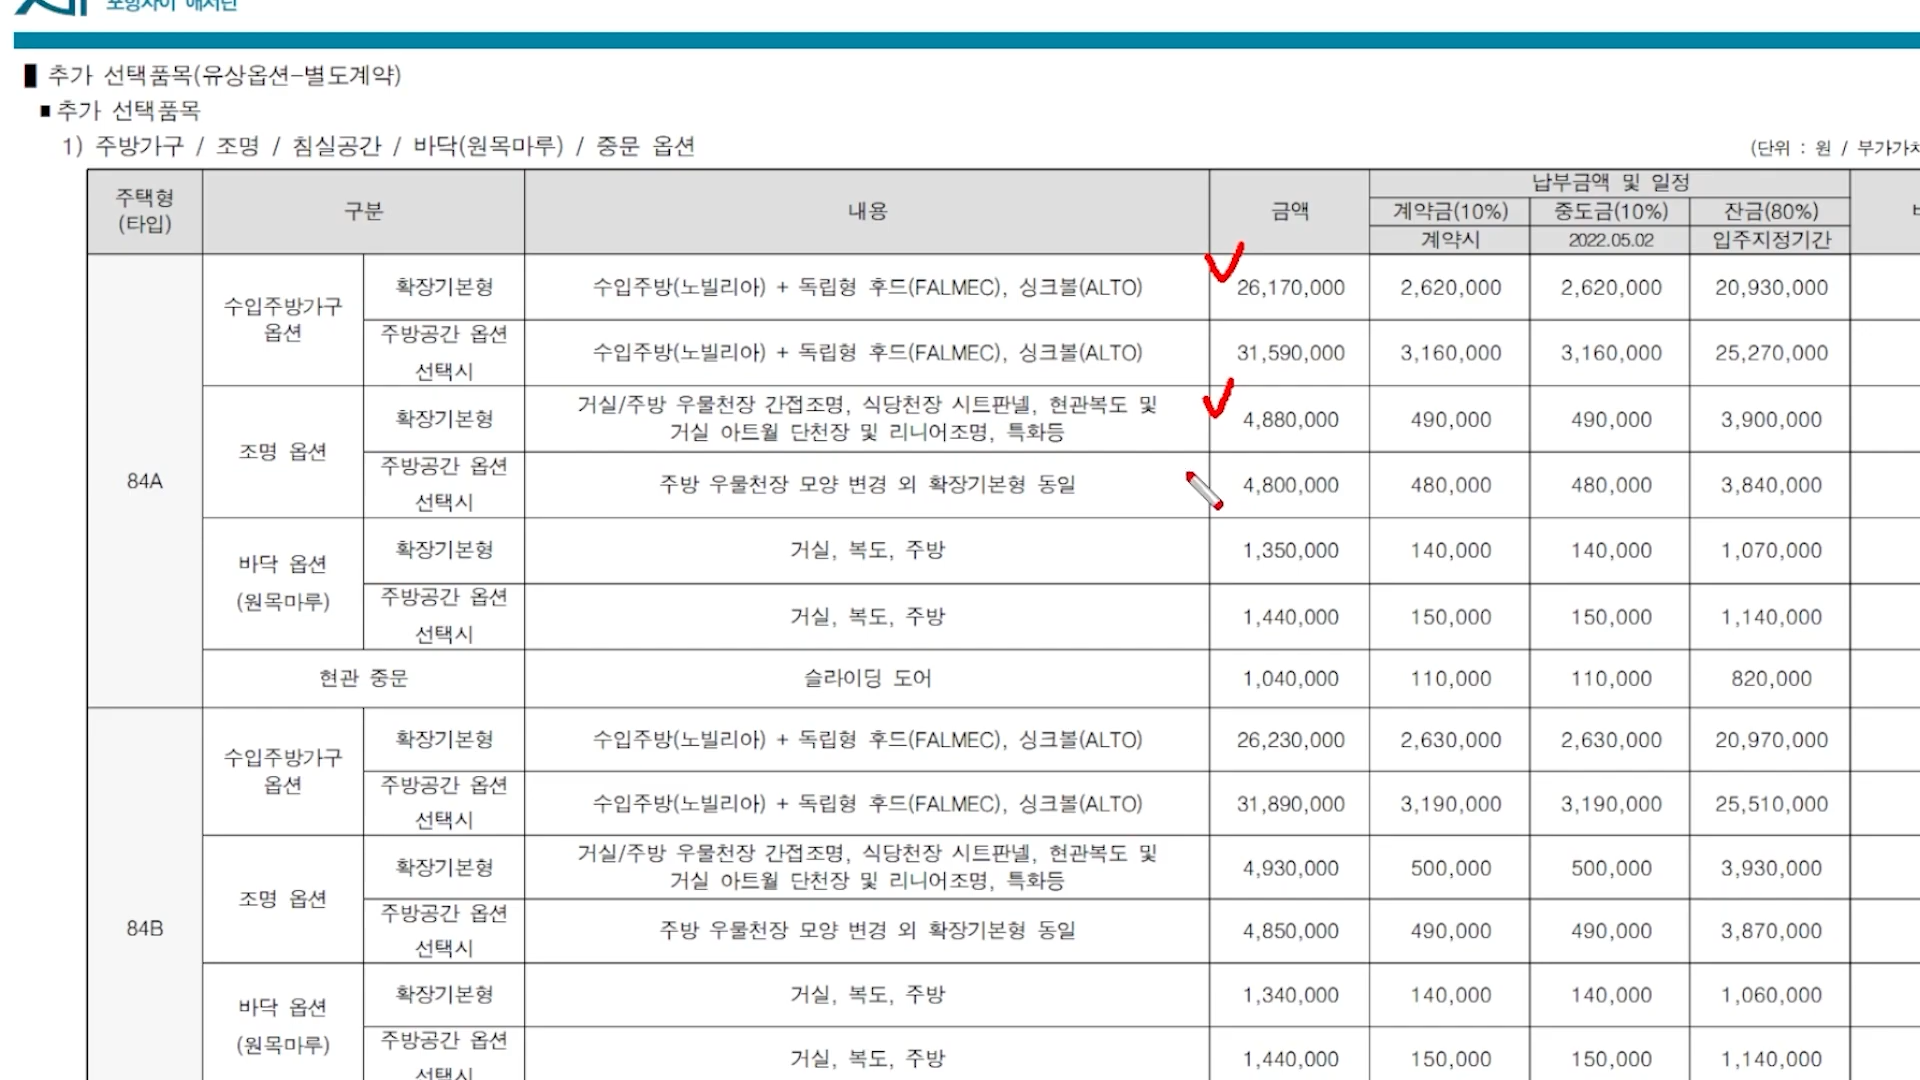 포항자이 애서턴
추가 선택품목(유상옵션-별도계약)
■ 추가 선택품목
1) 주방가구 / 조명 / 침실공간 / 바닥(원목마루) / 중문 옵션
(단위 : 원 / 부가가치
주택형
(타입)
구분
내용
금액
납부금액 및 일정
계약금(10%) 중도금(10%) 잔금(80%)
계약시 2022.05.02 입주지정기간
84A
수입주방가구
옵션
확장기본형 수입주방(노빌리아) + 독립형 후드(FALMEC), 싱크볼(ALTO) 26,170,000 2,620,000 2,620,000 20,930,000
주방공간 옵션
선택시
수입주방(노빌리아) + 독립형 후드(FALMEC), 싱크볼(ALTO) 31,590,000 3,160,000 3,160,000 25,270,000
조명 옵션
확장기본형
거실/주방 우물천장 간접조명, 식당천장 시트판넬, 현관복도 및
거실 아트월 단천장 및 리니어조명, 특화등
4,880,000 490,000 490,000 3,900,000
주방공간 옵션
선택시
주방 우물천장 모양 변경 외 확장기본형 동일 4,800,000 480,000 480,000 3,840,000
바닥 옵션
(원목마루)
확장기본형 거실, 복도, 주방 1,350,000 140,000 140,000 1,070,000
주방공간 옵션
선택시
거실, 복도, 주방 1,440,000 150,000 150,000 1,140,000
현관 중문 슬라이딩 도어 1,040,000 110,000 110,000 820,000
84B
수입주방가구
옵션
확장기본형 수입주방(노빌리아) + 독립형 후드(FALMEC), 싱크볼(ALTO) 26,230,000 2,630,000 2,630,000 20,970,000
주방공간 옵션
선택시
수입주방(노빌리아) + 독립형 후드(FALMEC), 싱크볼(ALTO) 31,890,000 3,190,000 3,190,000 25,510,000
조명 옵션
확장기본형
거실/주방 우물천장 간접조명, 식당천장 시트판넬, 현관복도 및
거실 아트월 단천장 및 리니어조명, 특화등
4,930,000 500,000 500,000 3,930,000
주방공간 옵션
선택시
주방 우물천장 모양 변경 외 확장기본형 동일 4,850,000 490,000 490,000 3,870,000
바닥 옵션
(원목마루)
확장기본형 거실, 복도, 주방 1,340,000 140,000 140,000 1,060,000
주방공간 옵션
선택시
거실, 복도, 주방 1,440,000 150,000 150,000 1,140,000